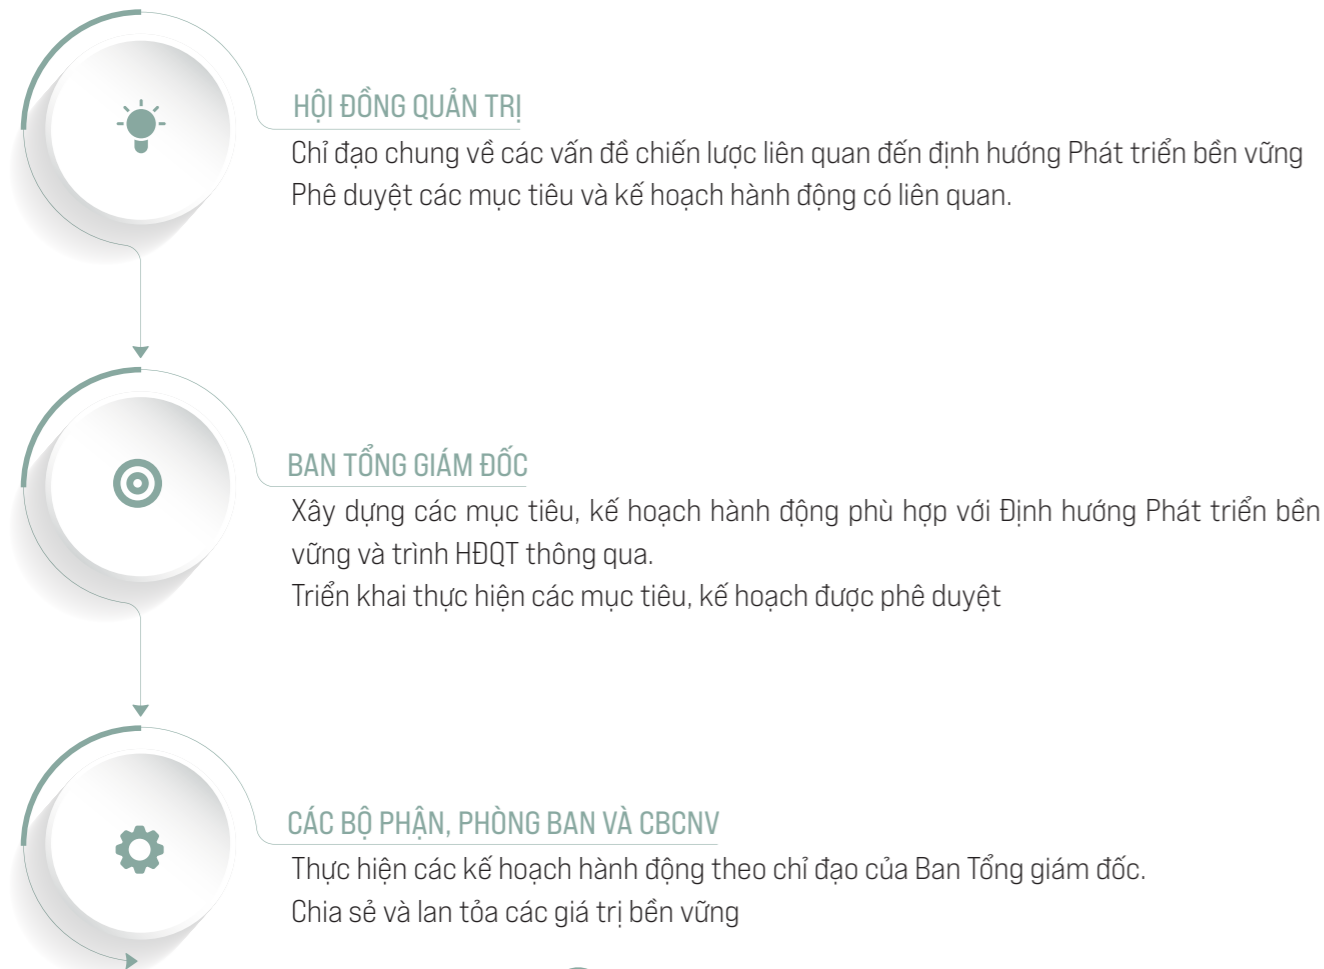 HỘI ĐỒNG QUẢN TRỊ
Chỉ đạo chung về các vấn đề chiến lược liên quan đến định hướng Phát triển bền vững
Phê duyệt các mục tiêu và kế hoạch hành động có liên quan.
BAN TỔNG GIÁM ĐỐC
Xây dựng các mục tiêu, kế hoạch hành động phù hợp với Định hướng Phát triển bền
vững và trình HĐQT thông qua.
Triển khai thực hiện các mục tiêu, kế hoạch được phê duyệt
CÁC BỘ PHẬN, PHÒNG BAN VÀ CBCNV
Thực hiện các kế hoạch hành động theo chỉ đạo của Ban Tổng giám đốc.
Chia sẻ và lan tỏa các giá trị bền vững